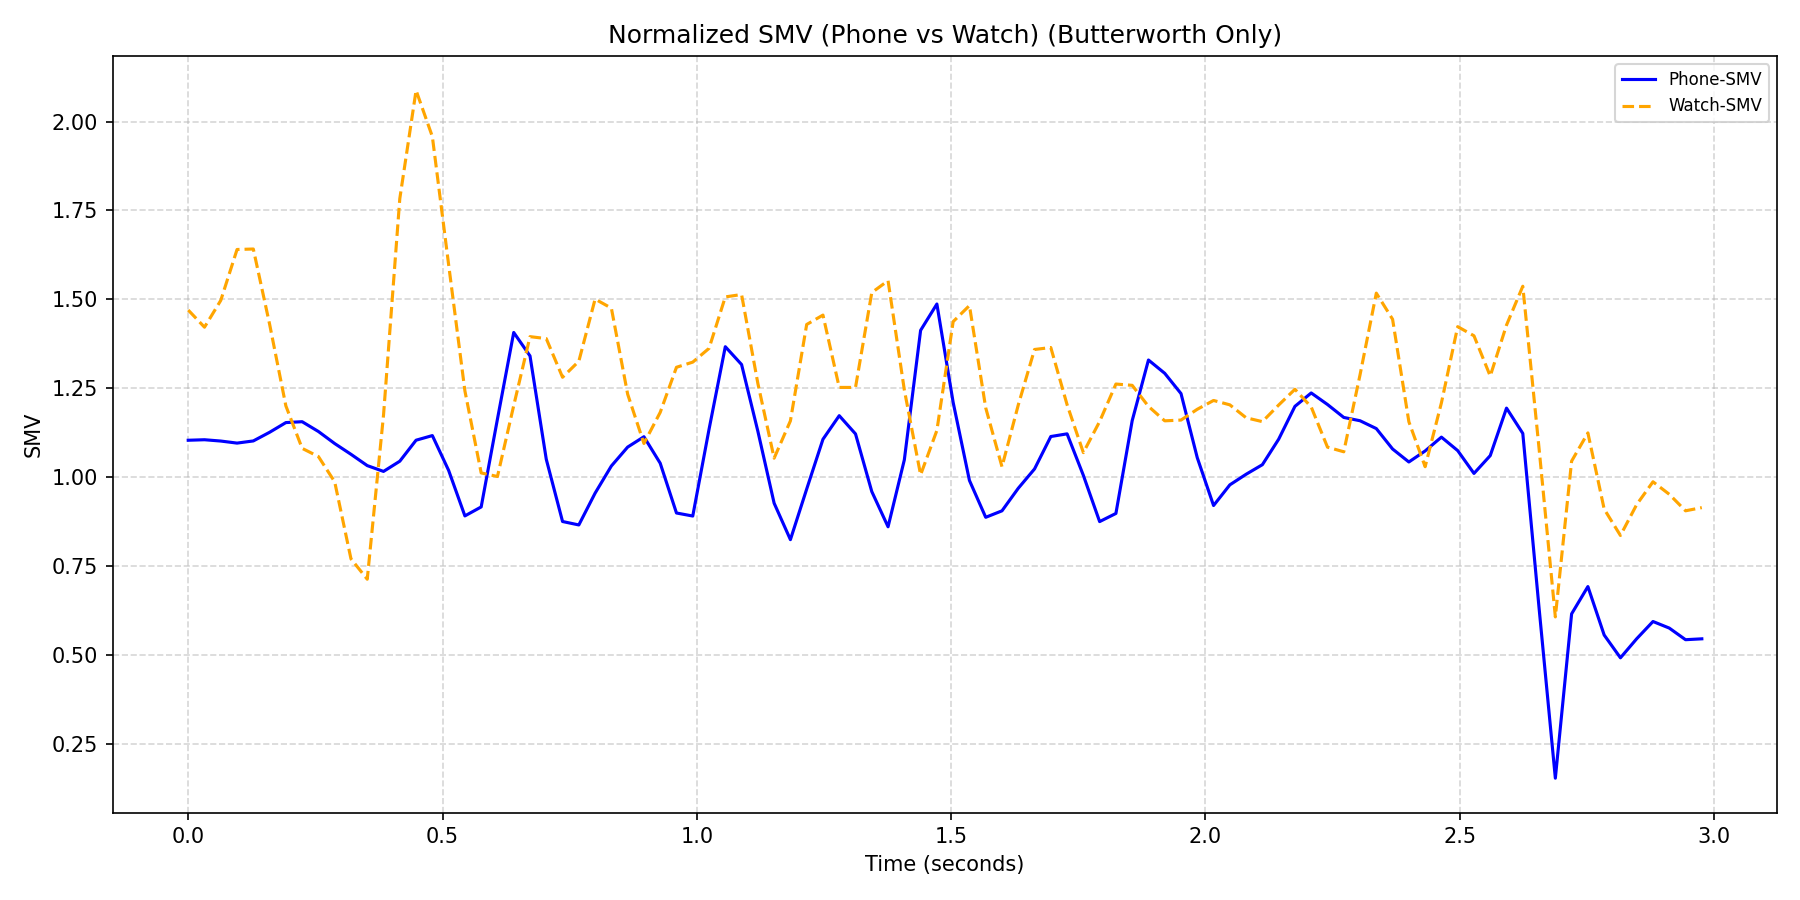 Normalized SMV (Phone vs Watch) (Butterworth Only)
Phone-SMV
Watch-SMV
2.00
1.75
1.50
1.25
1.00
0.75
0.50
0.25
SMV
0.0 0.5 1.0 1.5 2.0 2.5 3.0
Time (seconds)